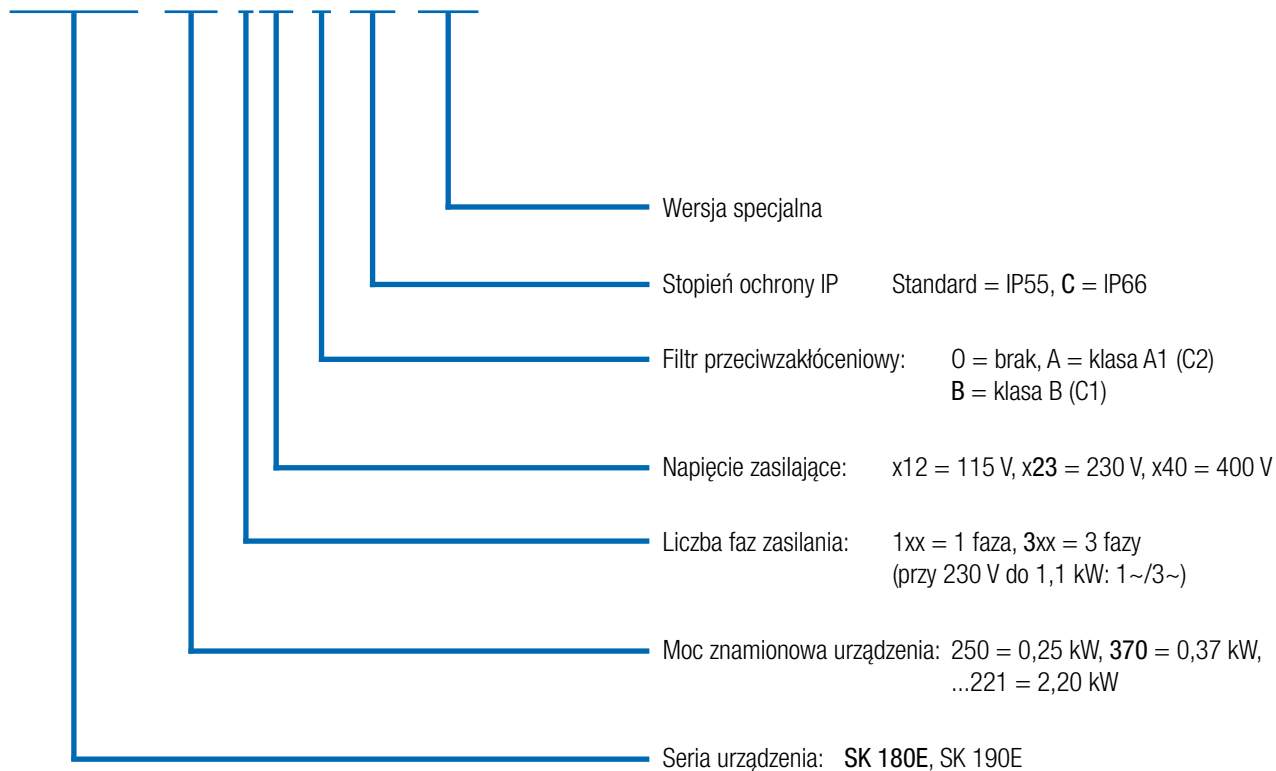 Wersja specjalna
Stopień ochrony IP Standard = IP55, C = IP66
Filtr przeciwzakłóceniowy: O = brak, A = klasa A1 (C2)
B = klasa B (C1)
Napięcie zasilające: x12 = 115 V, x23 = 230 V, x40 = 400 V
Liczba faz zasilania: 1xx = 1 faza, 3xx = 3 fazy
(przy 230 V do 1,1 kW: 1~/3~)
Moc znamionowa urządzenia: 250 = 0,25 kW, 370 = 0,37 kW,
...221 = 2,20 kW
Seria urządzenia: SK 180E, SK 190E